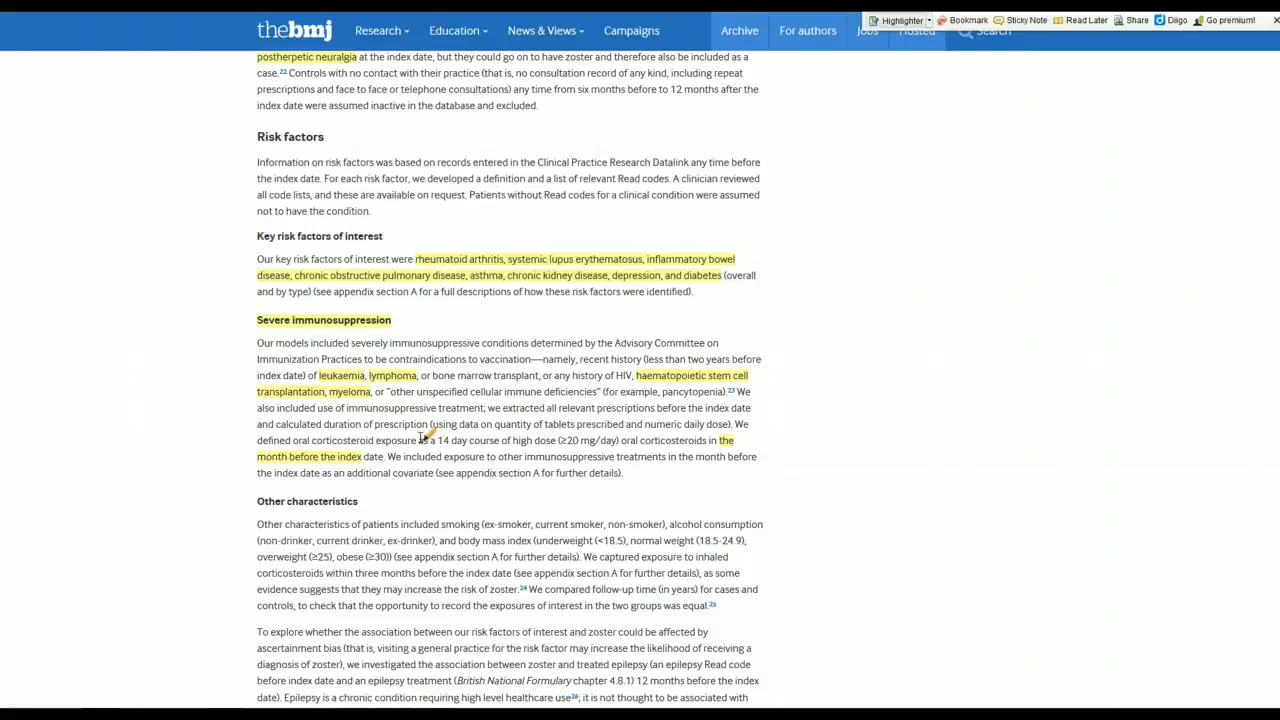 Highlighter Bookmark Sticky Note Read Later Share Diigo Go premium!
thebmj Research Education News & Views Campaigns Archive For authors Jobs Hosted Search
postherpetic neuralgia at the index date, but they could go on to have zoster and therefore also be included as a
case.22 Controls with no contact with their practice (that is, no consultation record of any kind, including repeat
prescriptions and face to face or telephone consultations) any time from six months before to 12 months after the
index date were assumed inactive in the database and excluded.
Risk factors
Information on risk factors was based on records entered in the Clinical Practice Research Datalink any time before
the index date. For each risk factor, we developed a definition and a list of relevant Read codes. A clinician reviewed
all code lists, and these are available on request. Patients without Read codes for a clinical condition were assumed
not to have the condition.
Key risk factors of interest
Our key risk factors of interest were rheumatoid arthritis, systemic lupus erythematosus, inflammatory bowel
disease, chronic obstructive pulmonary disease, asthma, chronic kidney disease, depression, and diabetes (overall
and by type) (see appendix section A for a full descriptions of how these risk factors were identified).
Severe immunosuppression
Our models included severely immunosuppressive conditions determined by the Advisory Committee on
Immunization Practices to be contraindications to vaccination—namely, recent history (less than two years before
index date) of leukaemia, lymphoma, or bone marrow transplant, or any history of HIV, haematopoietic stem cell
transplantation, myeloma, or "other unspecified cellular immune deficiencies" (for example, pancytopenia).23 We
also included use of immunosuppressive treatment; we extracted all relevant prescriptions before the index date
and calculated duration of prescription (using data on quantity of tablets prescribed and numeric daily dose). We
defined oral corticosteroid exposure as a 14 day course of high dose (≥20 mg/day) oral corticosteroids in the
month before the index date. We included exposure to other immunosuppressive treatments in the month before
the index date as an additional covariate (see appendix section A for further details).
Other characteristics
Other characteristics of patients included smoking (ex-smoker, current smoker, non-smoker), alcohol consumption
(non-drinker, current drinker, ex-drinker), and body mass index (underweight (<18.5), normal weight (18.5-24.9),
overweight (≥25), obese (≥30)) (see appendix section A for further details). We captured exposure to inhaled
corticosteroids within three months before the index date (see appendix section A for further details), as some
evidence suggests that they may increase the risk of zoster.24 We compared follow-up time (in years) for cases and
controls, to check that the opportunity to record the exposures of interest in the two groups was equal.25
To explore whether the association between our risk factors of interest and zoster could be affected by
ascertainment bias (that is, visiting a general practice for the risk factor may increase the likelihood of receiving a
diagnosis of zoster), we investigated the association between zoster and treated epilepsy (an epilepsy Read code
before index date and an epilepsy treatment (British National Formulary chapter 4.8.1) 12 months before the index
date). Epilepsy is a chronic condition requiring high level healthcare use26; it is not thought to be associated with